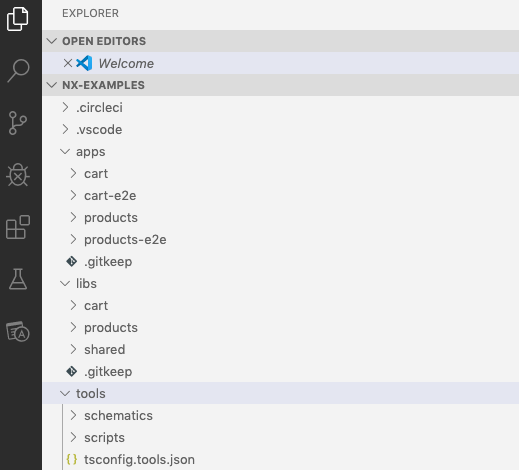 EXPLORER
OPEN EDITORS
Welcome
NX-EXAMPLES
.circleci
.vscode
apps
cart
cart-e2e
products
products-e2e
.gitkeep
libs
cart
products
shared
.gitkeep
tools
schematics
scripts
{} tsconfig.tools.json